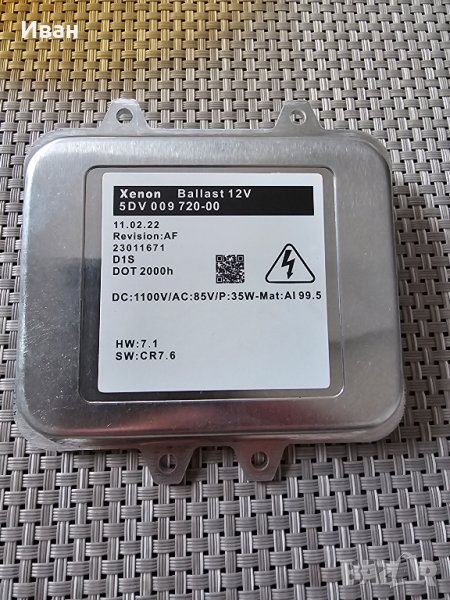 Иван
Xenon Ballast 12V
5DV 009 720-00
11.02.22
Revision:AF
23011671
D1S
DOT 2000h
DC:1100V/AC:85V/P:35W-Mat:Al 99.5
HW:7.1
SW:CR7.6